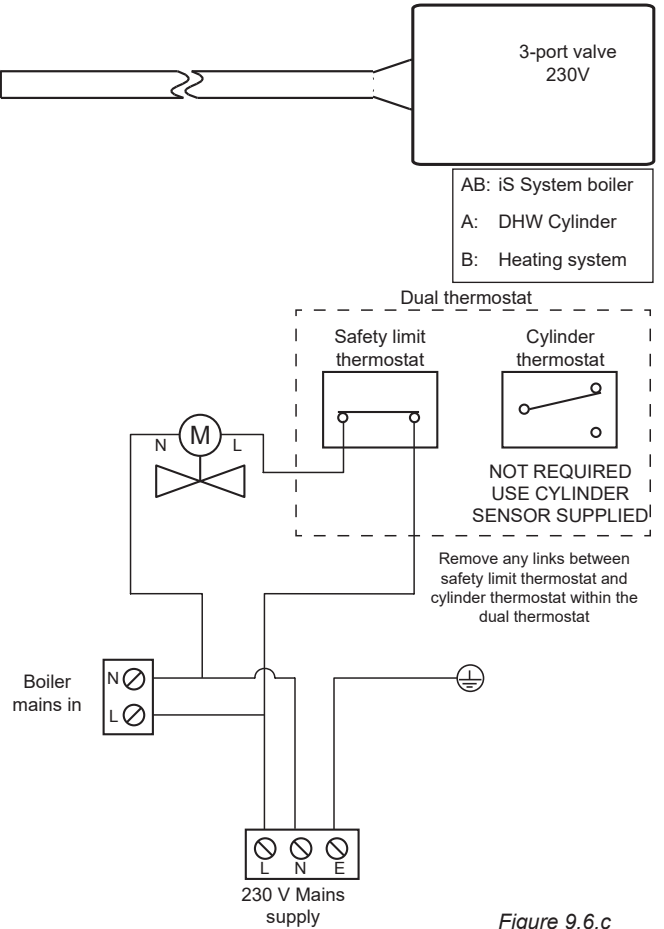 3-port valve
230V
AB: iS System boiler
A: DHW Cylinder
B: Heating system
Dual thermostat
Safety limit
thermostat
Cylinder
thermostat
N
M
L
NOT REQUIRED
USE CYLINDER
SENSOR SUPPLIED
Remove any links between
safety limit thermostat and
cylinder thermostat within the
dual thermostat
Boiler
mains in
N
L
L N E
230 V Mains
supply
Figure 9.6.c